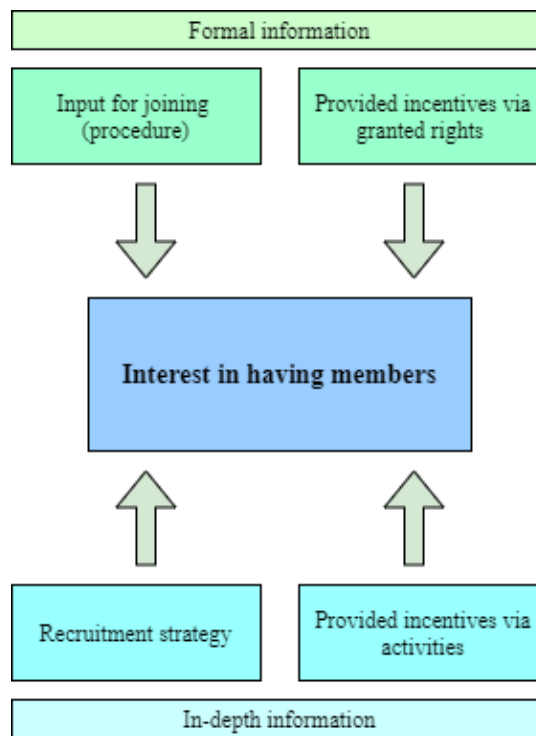 Formal information
Input for joining
(procedure)
Provided incentives via
granted rights
Interest in having members
Recruitment strategy
Provided incentives via
activities
In-depth information